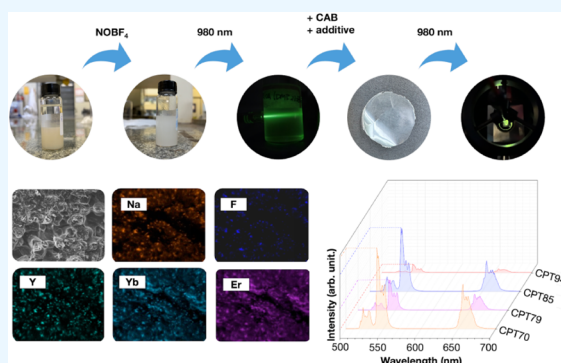 NOBF4
980 nm
+ CAB
+ additive
980 nm
Na
F
Y
Yb
Er
Intensity (arb. unit.)
CPT85
CPT79
CPT70
500
550
600
650
700
Wavelength (nm)